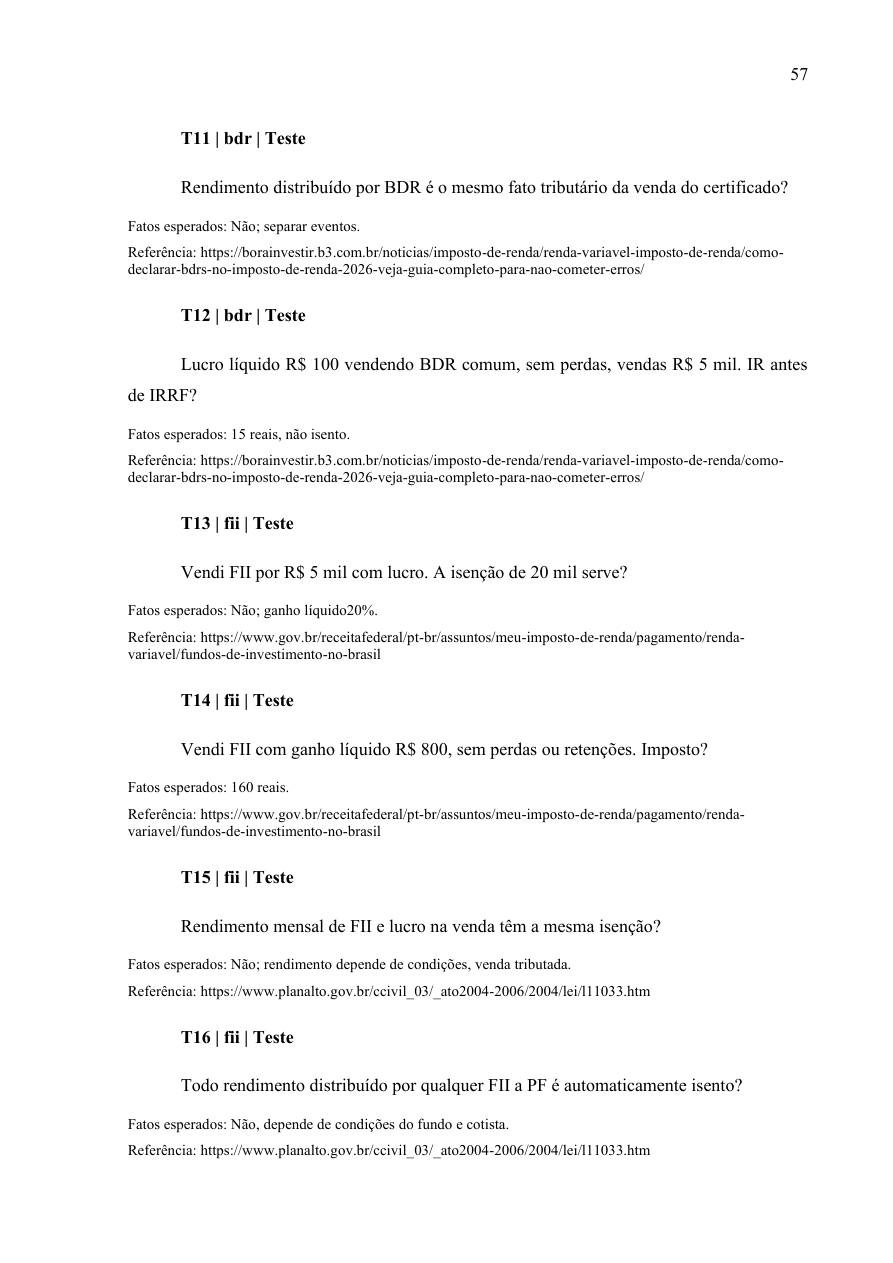 57
T11 | bdr | Teste
Rendimento distribuído por BDR é o mesmo fato tributário da venda do certificado?
Fatos esperados: Não; separar eventos.
Referência: https://borainvestir.b3.com.br/noticias/imposto-de-renda/renda-variavel-imposto-de-renda/como-
declarar-bdrs-no-imposto-de-renda-2026-veja-guia-completo-para-nao-cometer-erros/
T12 | bdr | Teste
Lucro líquido R$ 100 vendendo BDR comum, sem perdas, vendas R$ 5 mil. IR antes
de IRRF?
Fatos esperados: 15 reais, não isento.
Referência: https://borainvestir.b3.com.br/noticias/imposto-de-renda/renda-variavel-imposto-de-renda/como-
declarar-bdrs-no-imposto-de-renda-2026-veja-guia-completo-para-nao-cometer-erros/
T13 | fii | Teste
Vendi FII por R$ 5 mil com lucro. A isenção de 20 mil serve?
Fatos esperados: Não; ganho líquido20%.
Referência: https://www.gov.br/receitafederal/pt-br/assuntos/meu-imposto-de-renda/pagamento/renda-
variavel/fundos-de-investimento-no-brasil
T14 | fii | Teste
Vendi FII com ganho líquido R$ 800, sem perdas ou retenções. Imposto?
Fatos esperados: 160 reais.
Referência: https://www.gov.br/receitafederal/pt-br/assuntos/meu-imposto-de-renda/pagamento/renda-
variavel/fundos-de-investimento-no-brasil
T15 | fii | Teste
Rendimento mensal de FII e lucro na venda têm a mesma isenção?
Fatos esperados: Não; rendimento depende de condições, venda tributada.
Referência: https://www.planalto.gov.br/ccivil_03/_ato2004-2006/2004/lei/l11033.htm
T16 | fii | Teste
Todo rendimento distribuído por qualquer FII a PF é automaticamente isento?
Fatos esperados: Não, depende de condições do fundo e cotista.
Referência: https://www.planalto.gov.br/ccivil_03/_ato2004-2006/2004/lei/l11033.htm